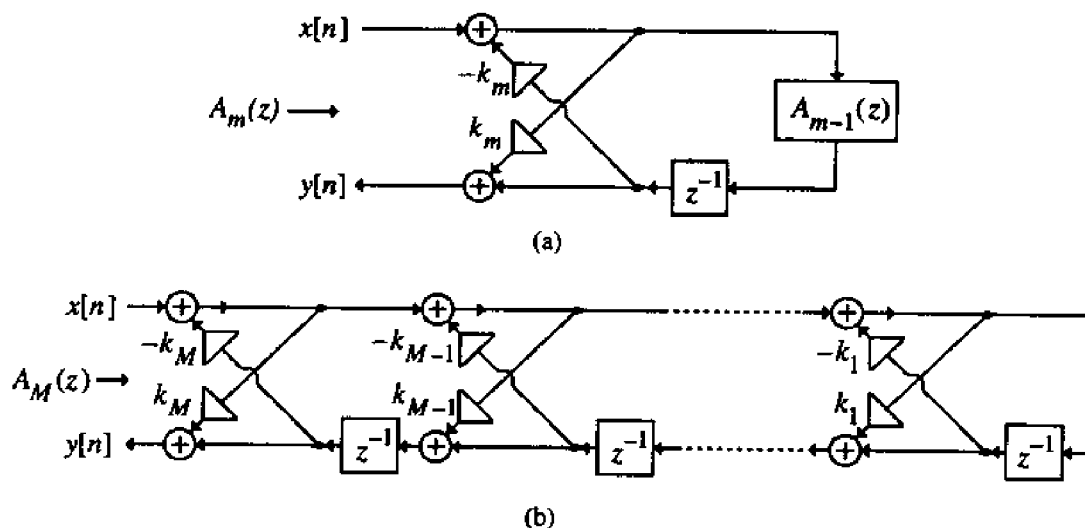 x[n]
−k_m
A_m(z)
A_{m−1}(z)
k_m
y[n]
z^{−1}
(a)
x[n]
−k_M
−k_{M−1}
−k_1
A_M(z)
k_M
k_{M−1}
k_1
y[n]
z^{−1}
z^{−1}
z^{−1}
(b)